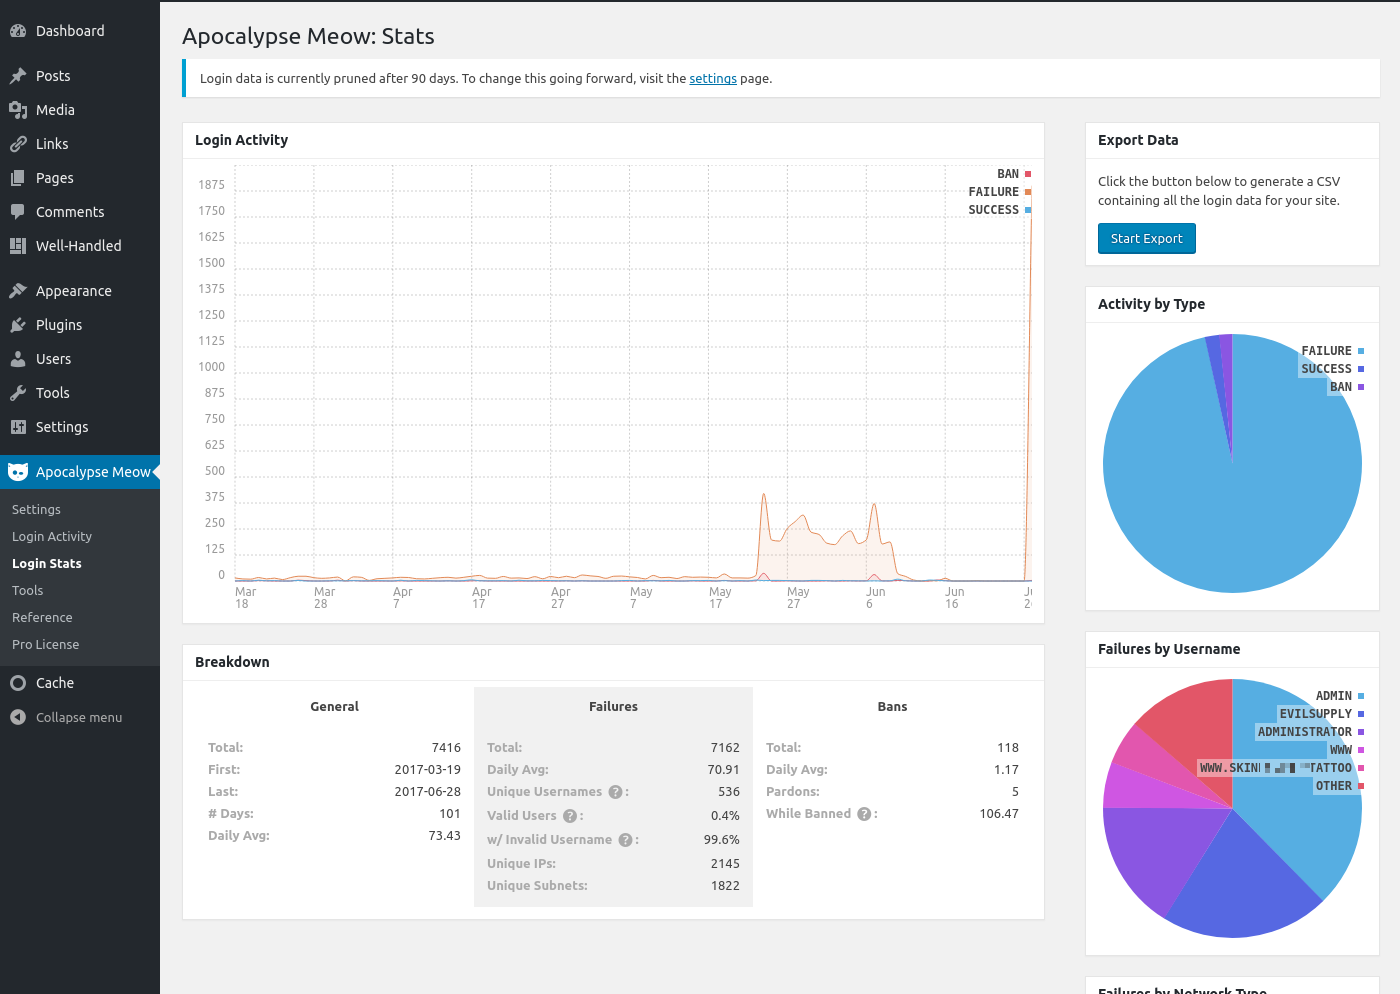 Dashboard
Posts
Media
Links
Pages
Comments
Well-Handled
Appearance
Plugins
Users
Tools
Settings
Apocalypse Meow
Settings
Login Activity
Login Stats
Tools
Reference
Pro License
Cache
Collapse menu
Apocalypse Meow: Stats
Login data is currently pruned after 90 days. To change this going forward, visit the settings page.
Login Activity
BAN
FAILURE
SUCCESS
1875
1750
1625
1500
1375
1250
1125
1000
875
750
625
500
375
250
125
0
Mar 18
Mar 28
Apr 7
Apr 17
Apr 27
May 7
May 17
May 27
Jun 6
Jun 16
Breakdown
General
Total: 7416
First: 2017-03-19
Last: 2017-06-28
# Days: 101
Daily Avg: 73.43
Failures
Total: 7162
Daily Avg: 70.91
Unique Usernames ? : 536
Valid Users ? : 0.4%
w/ Invalid Username ? : 99.6%
Unique IPs: 2145
Unique Subnets: 1822
Bans
Total: 118
Daily Avg: 1.17
Pardons: 5
While Banned ? : 106.47
Export Data
Click the button below to generate a CSV
containing all the login data for your site.
Start Export
Activity by Type
FAILURE
SUCCESS
BAN
Failures by Username
ADMIN
EVILSUPPLY
ADMINISTRATOR
WWW
WWW.SKIN TATTOO
OTHER
Failures by Network Type